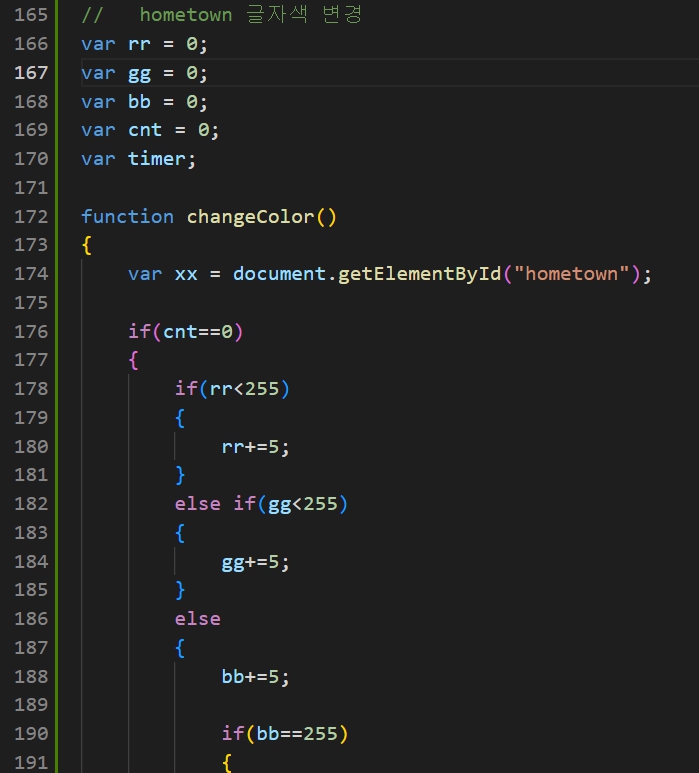 165 //   hometown 글자색 변경
166 var rr = 0;
167 var gg = 0;
168 var bb = 0;
169 var cnt = 0;
170 var timer;
171
172 function changeColor()
173 {
174     var xx = document.getElementById("hometown");
175
176     if(cnt==0)
177     {
178         if(rr<255)
179         {
180             rr+=5;
181         }
182         else if(gg<255)
183         {
184             gg+=5;
185         }
186         else
187         {
188             bb+=5;
189
190             if(bb==255)
191             {